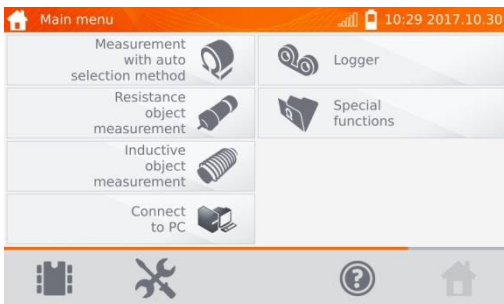 Main menu
10:29 2017.10.30
Measurement
with auto
selection method
Logger
Resistance
object
measurement
Special
functions
Inductive
object
measurement
Connect
to PC
?